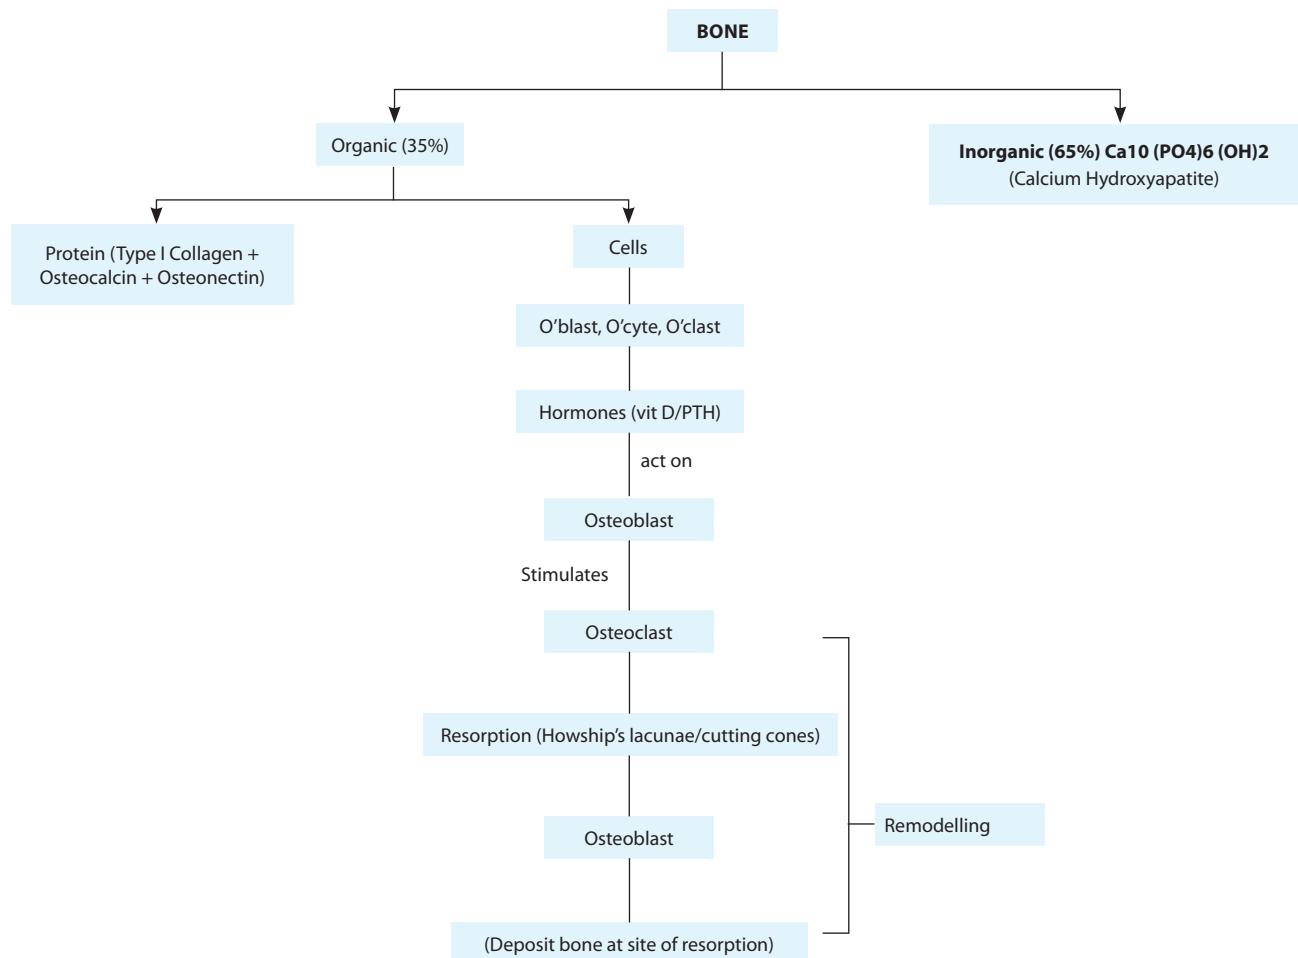 BONE
Organic (35%)
Inorganic (65%) Ca10 (PO4)6 (OH)2
(Calcium Hydroxyapatite)
Protein (Type I Collagen +
Osteocalcin + Osteonectin)
Cells
O’blast, O’cyte, O’clast
Hormones (vit D/PTH)
act on
Osteoblast
Stimulates
Osteoclast
Resorption (Howship’s lacunae/cutting cones)
Osteoblast
Remodelling
(Deposit bone at site of resorption)